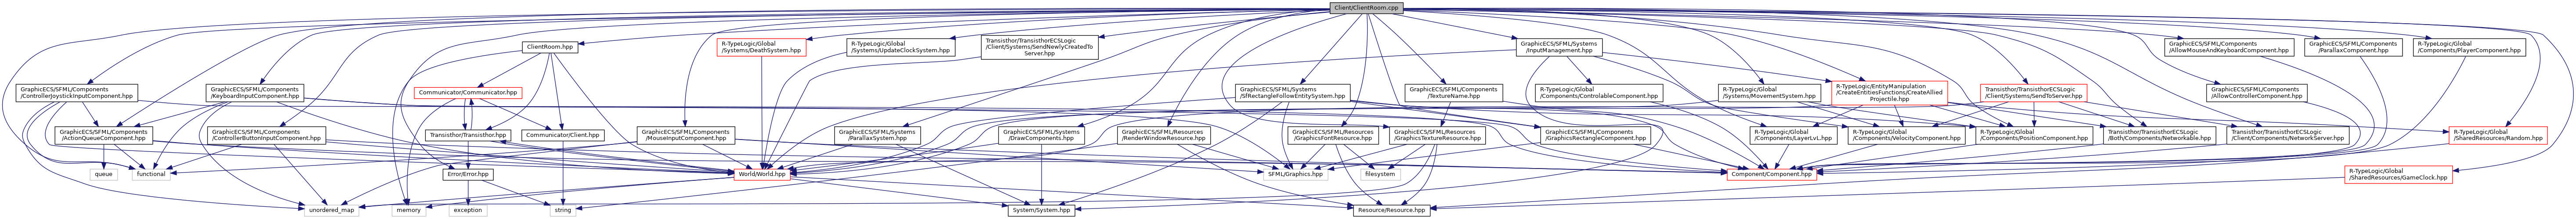 Client/ClientRoom.cpp
ClientRoom.hpp
R-TypeLogic/Global
/Systems/DeathSystem.hpp
R-TypeLogic/Global
/Systems/UpdateClockSystem.hpp
Transisthor/TransisthorECSLogic
/Client/Systems/SendNewlyCreatedTo
Server.hpp
GraphicECS/SFML/Systems
/InputManagement.hpp
GraphicECS/SFML/Components
/AllowMouseAndKeyboardComponent.hpp
GraphicECS/SFML/Components
/ParallaxComponent.hpp
R-TypeLogic/Global
/Components/PlayerComponent.hpp
GraphicECS/SFML/Components
/ControllerJoystickInputComponent.hpp
GraphicECS/SFML/Components
/KeyboardInputComponent.hpp
Communicator/Communicator.hpp
GraphicECS/SFML/Systems
/SfRectangleFollowEntitySystem.hpp
GraphicECS/SFML/Components
/TextureName.hpp
R-TypeLogic/Global
/Components/ControlableComponent.hpp
R-TypeLogic/Global
/Systems/MovementSystem.hpp
R-TypeLogic/EntityManipulation
/CreateEntitiesFunctions/CreateAllied
Projectile.hpp
Transisthor/TransisthorECSLogic
/Client/Systems/SendToServer.hpp
GraphicECS/SFML/Components
/AllowControllerComponent.hpp
GraphicECS/SFML/Components
/ActionQueueComponent.hpp
GraphicECS/SFML/Components
/ControllerButtonInputComponent.hpp
Transisthor/Transisthor.hpp
Communicator/Client.hpp
GraphicECS/SFML/Components
/MouseInputComponent.hpp
GraphicECS/SFML/Systems
/ParallaxSystem.hpp
GraphicECS/SFML/Systems
/DrawComponents.hpp
GraphicECS/SFML/Resources
/RenderWindowResource.hpp
GraphicECS/SFML/Resources
/GraphicsFontResource.hpp
GraphicECS/SFML/Resources
/GraphicsTextureResource.hpp
GraphicECS/SFML/Components
/GraphicsRectangleComponent.hpp
R-TypeLogic/Global
/Components/LayerLvL.hpp
R-TypeLogic/Global
/Components/VelocityComponent.hpp
R-TypeLogic/Global
/Components/PositionComponent.hpp
Transisthor/TransisthorECSLogic
/Both/Components/Networkable.hpp
Transisthor/TransisthorECSLogic
/Client/Components/NetworkServer.hpp
R-TypeLogic/Global
/SharedResources/Random.hpp
queue
functional
Error/Error.hpp
World/World.hpp
SFML/Graphics.hpp
filesystem
Component/Component.hpp
R-TypeLogic/Global
/SharedResources/GameClock.hpp
unordered_map
memory
exception
string
System/System.hpp
Resource/Resource.hpp